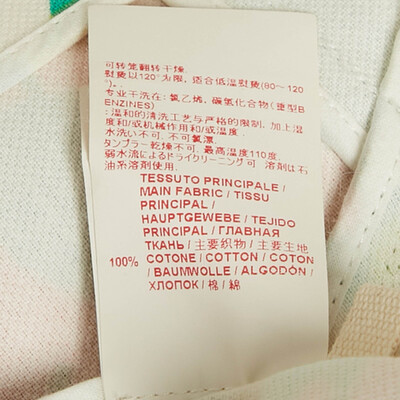 可转笼翻转干燥.
熨烫以120°为限, 适合低温熨烫(80~120
°). .
专业干洗在: 氯乙烯, 碳氢化合物 (重型B
ENZINES)
: 温和的清洗工艺与严格的限制, 加上湿
度和/或机械作用和/或温度.
水洗い不可. 不可氯漂.
タンブラー乾燥不可. 最高温度110度.
弱水流によるドライクリーニング可 溶剤は石
油系溶剤使用.
TESSUTO PRINCIPALE /
MAIN FABRIC / TISSU
PRINCIPAL /
HAUPTGEWEBE / TEJIDO
PRINCIPAL / ГЛАВНАЯ
ТКАНЬ / 主要织物 / 主要生地
100% COTONE / COTTON / COTON
/ BAUMWOLLE / ALGODÓN /
ХЛОПОК / 棉 / 綿